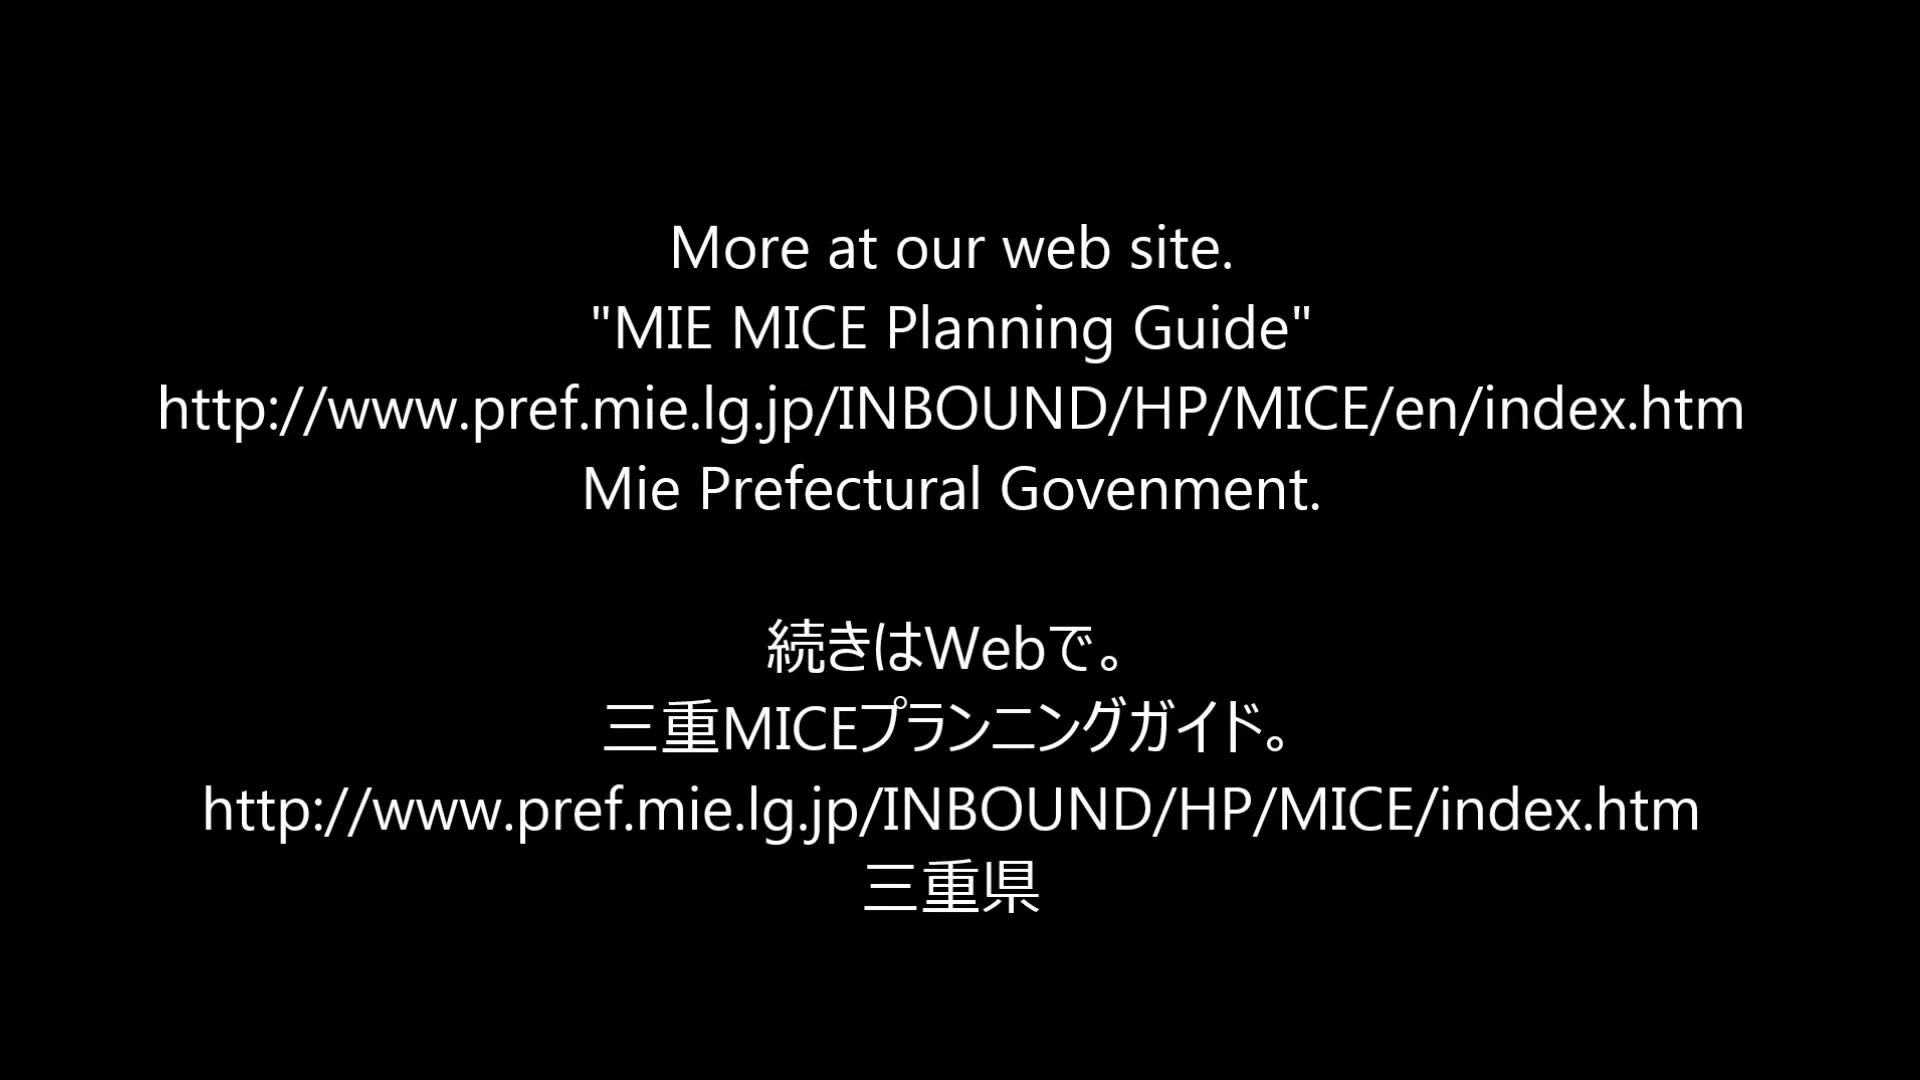 More at our web site.
"MIE MICE Planning Guide"
http://www.pref.mie.lg.jp/INBOUND/HP/MICE/en/index.htm
Mie Prefectural Govenment.
続きはWebで。
三重MICEプランニングガイド。
http://www.pref.mie.lg.jp/INBOUND/HP/MICE/index.htm
三重県